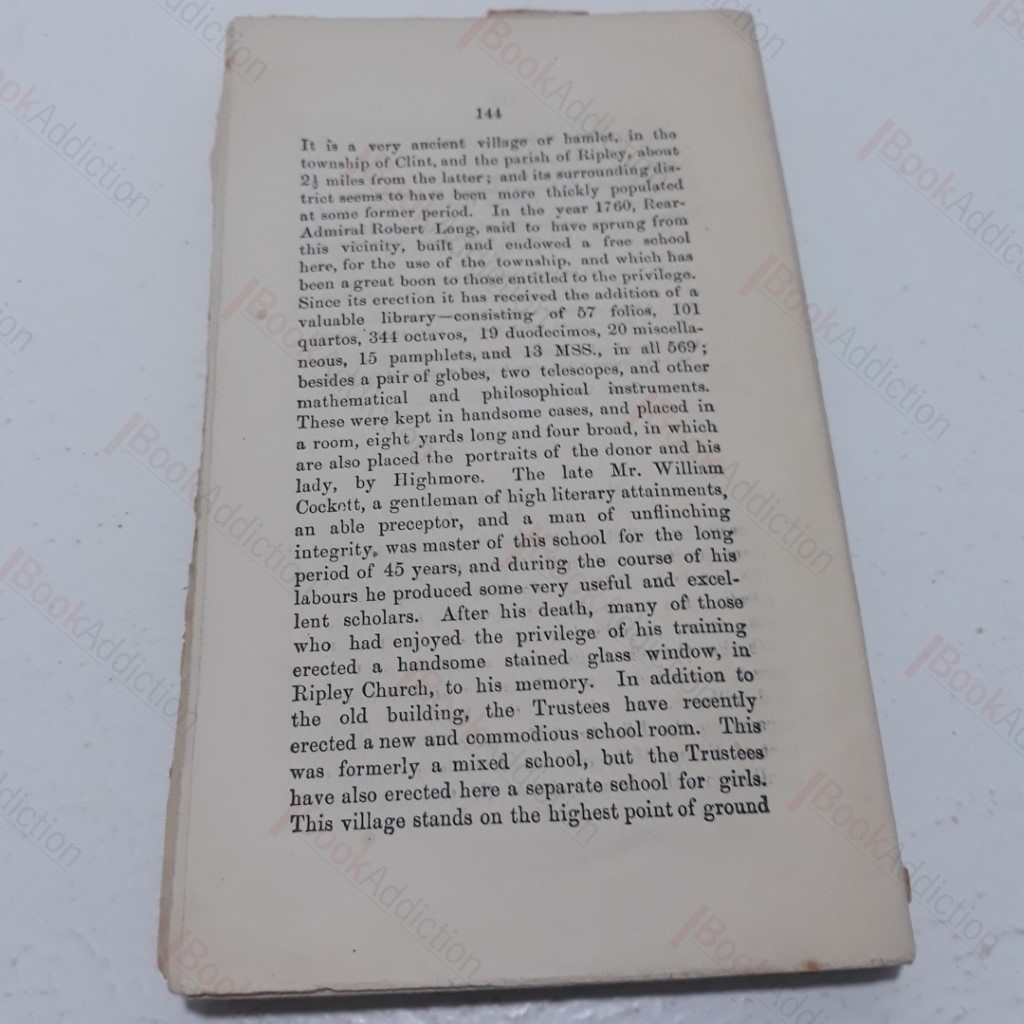 144
It is a very ancient village or hamlet, in the
township of Clint, and the parish of Ripley, about
2½ miles from the latter; and its surrounding dis-
trict seems to have been more thickly populated
at some former period. In the year 1760, Rear-
Admiral Robert Long, said to have sprung from
this vicinity, built and endowed a free school
here, for the use of the township, and which has
been a great boon to those entitled to the privilege.
Since its erection it has received the addition of a
valuable library—consisting of 57 folios, 101
quartos, 344 octavos, 19 duodecimos, 20 miscella-
neous, 15 pamphlets, and 13 MSS., in all 569;
besides a pair of globes, two telescopes, and other
mathematical and philosophical instruments.
These were kept in handsome cases, and placed in
a room, eight yards long and four broad, in which
are also placed the portraits of the donor and his
lady, by Highmore. The late Mr. William
Cockett, a gentleman of high literary attainments,
an able preceptor, and a man of unflinching
integrity, was master of this school for the long
period of 45 years, and during the course of his
labours he produced some very useful and excel-
lent scholars. After his death, many of those
who had enjoyed the privilege of his training
erected a handsome stained glass window, in
Ripley Church, to his memory. In addition to
the old building, the Trustees have recently
erected a new and commodious school room. This
was formerly a mixed school, but the Trustees
have also erected here a separate school for girls.
This village stands on the highest point of ground
BookAddiction